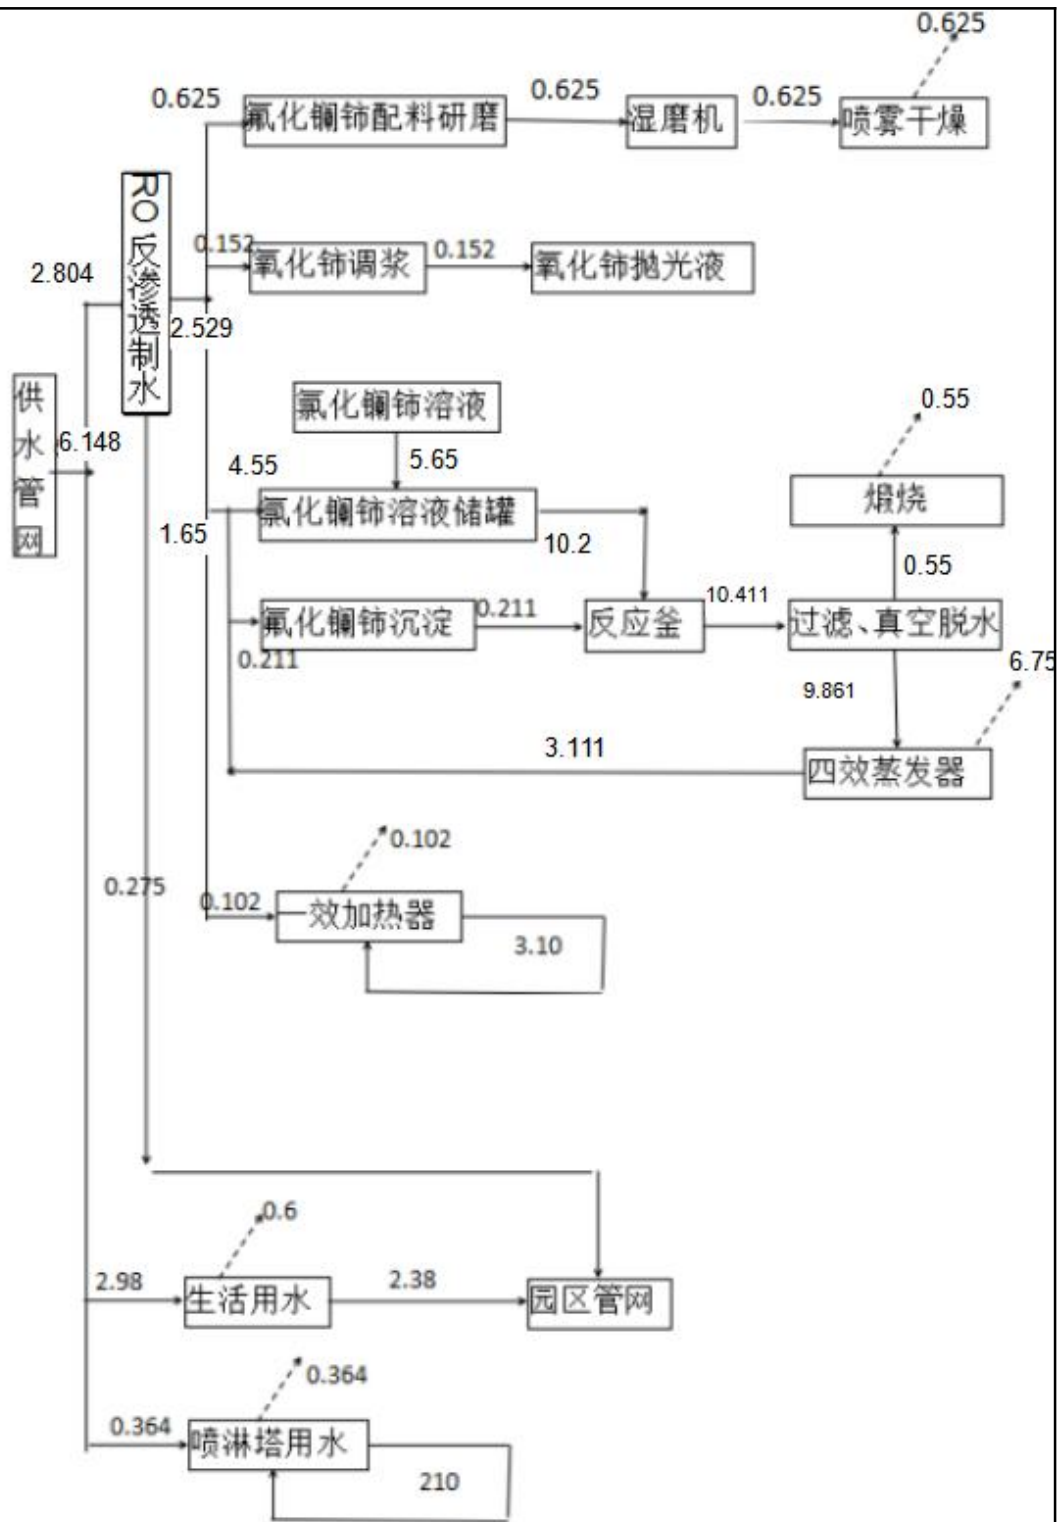 0.625
0.625
氟化镧铈配料研磨
0.625
湿磨机
0.625
喷雾干燥
RO反渗透制水
2.804
0.152
氧化铈调浆
0.152
氧化铈抛光液
2.529
供水管网
6.148
氯化镧铈溶液
5.65
0.55
4.55
氯化镧铈溶液储罐
10.2
煅烧
1.65
0.55
氟化镧铈沉淀
0.211
0.211
反应釜
10.411
过滤、真空脱水
6.75
9.861
3.111
四效蒸发器
0.102
0.275
0.102
一效加热器
3.10
0.6
2.98
生活用水
2.38
园区管网
0.364
0.364
喷淋塔用水
210